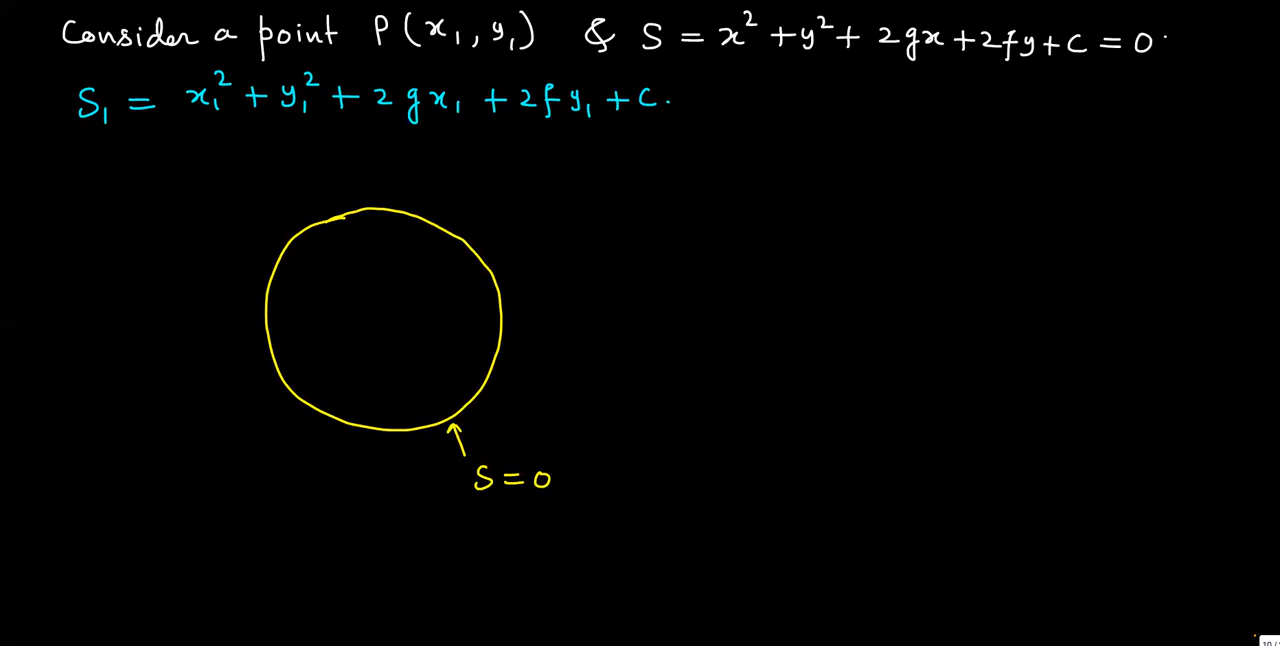 Consider a point P(x₁, y₁) & S = x² + y² + 2gx + 2fy + c = 0.
S₁ = x₁² + y₁² + 2gx₁ + 2fy₁ + c.
S = 0